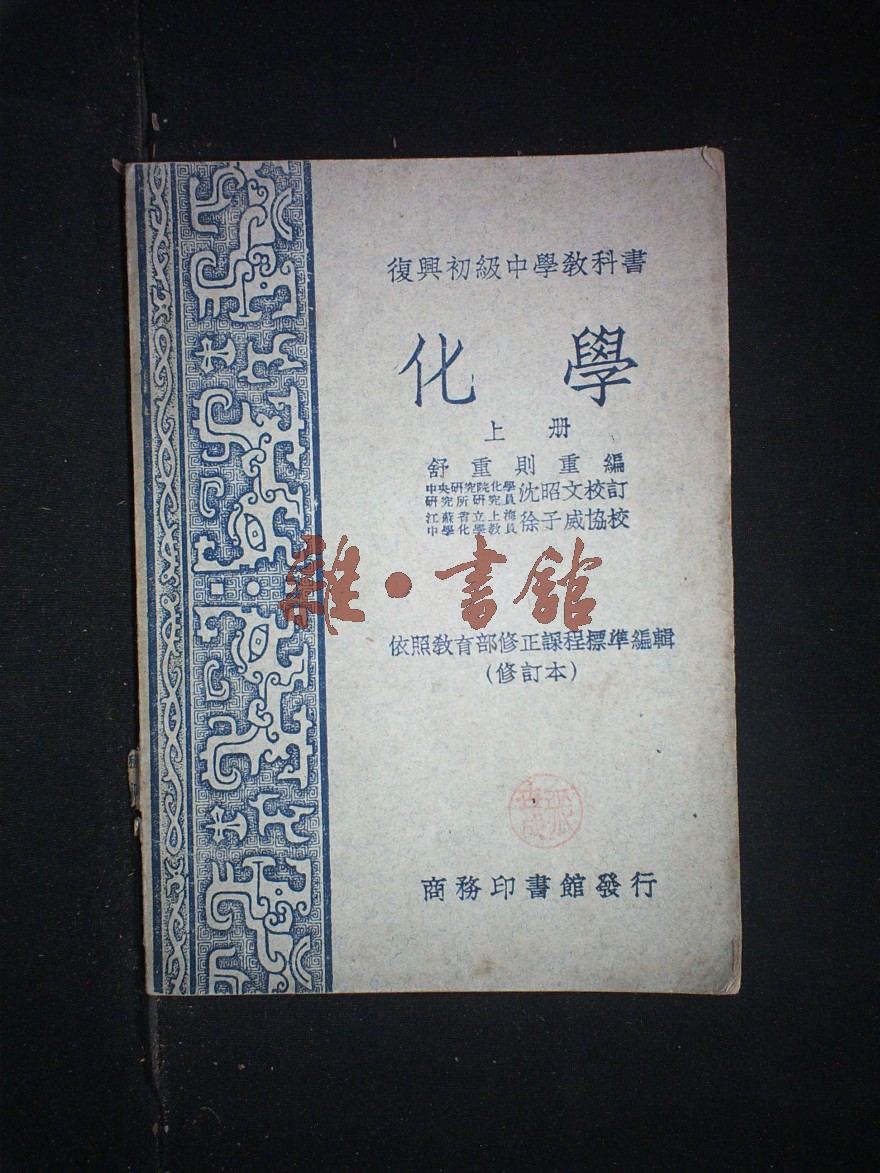 復興初級中學教科書
化學
上册
舒重則重編
中央研究院化學
研究所研究員沈昭文校訂
江蘇省立上海
中學化學教員徐子威協校
雜·書館
依照教育部修正課程標準編輯
(修訂本)
商務印書館發行